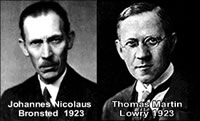 Johannes Nicolaus
Bronsted 1923
Thomas Martin
Lowry 1923